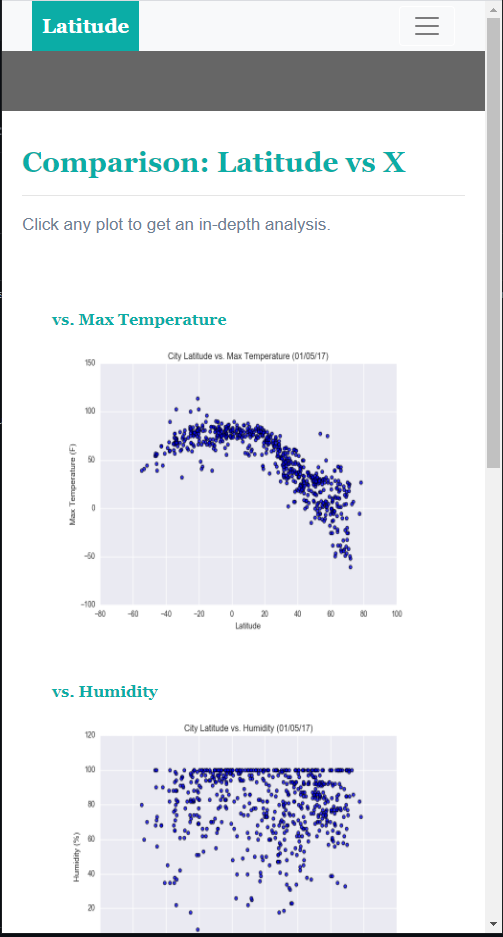 Latitude
Comparison: Latitude vs X
Click any plot to get an in-depth analysis.
vs. Max Temperature
City Latitude vs. Max Temperature (01/05/17)
150
100
50
0
−50
−100
Max Temperature (F)
−80 −60 −40 −20 0 20 40 60 80 100
Latitude
vs. Humidity
City Latitude vs. Humidity (01/05/17)
120
100
80
60
40
20
Humidity (%)